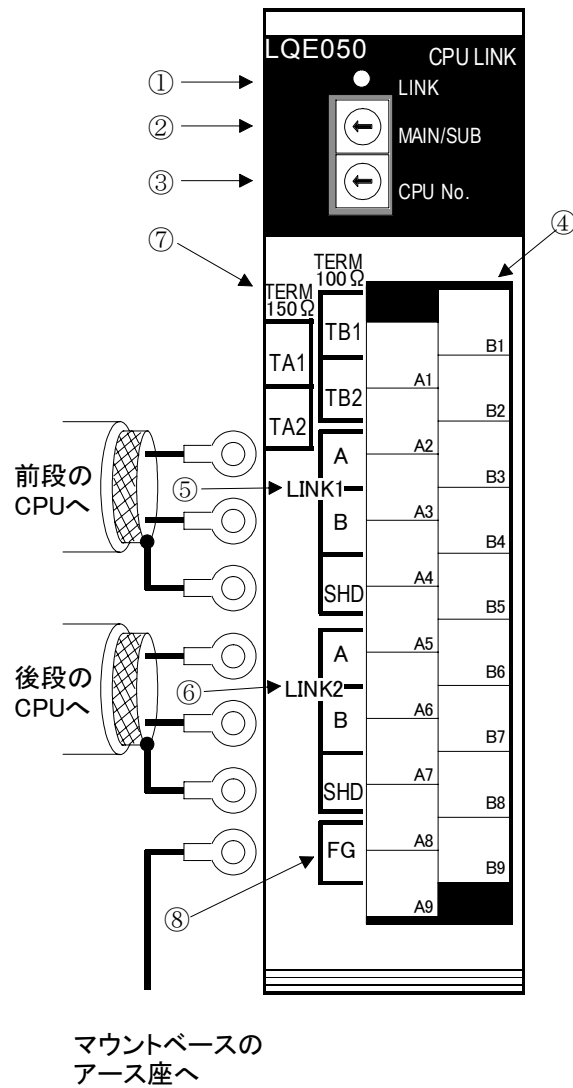 LQE050
CPU LINK
① LINK
② MAIN/SUB
③ CPU No.
④
⑦
TERM
100Ω
TERM
150Ω
TB1
TB2
TA1
TA2
B1
A1
B2
A2
B3
A3
B4
A4
B5
A5
B6
A6
B7
A7
B8
A8
B9
A9
前段の
CPUへ
⑤ LINK1
A
B
SHD
後段の
CPUへ
⑥ LINK2
A
B
SHD
FG
⑧
マウントベースの
アース座へ